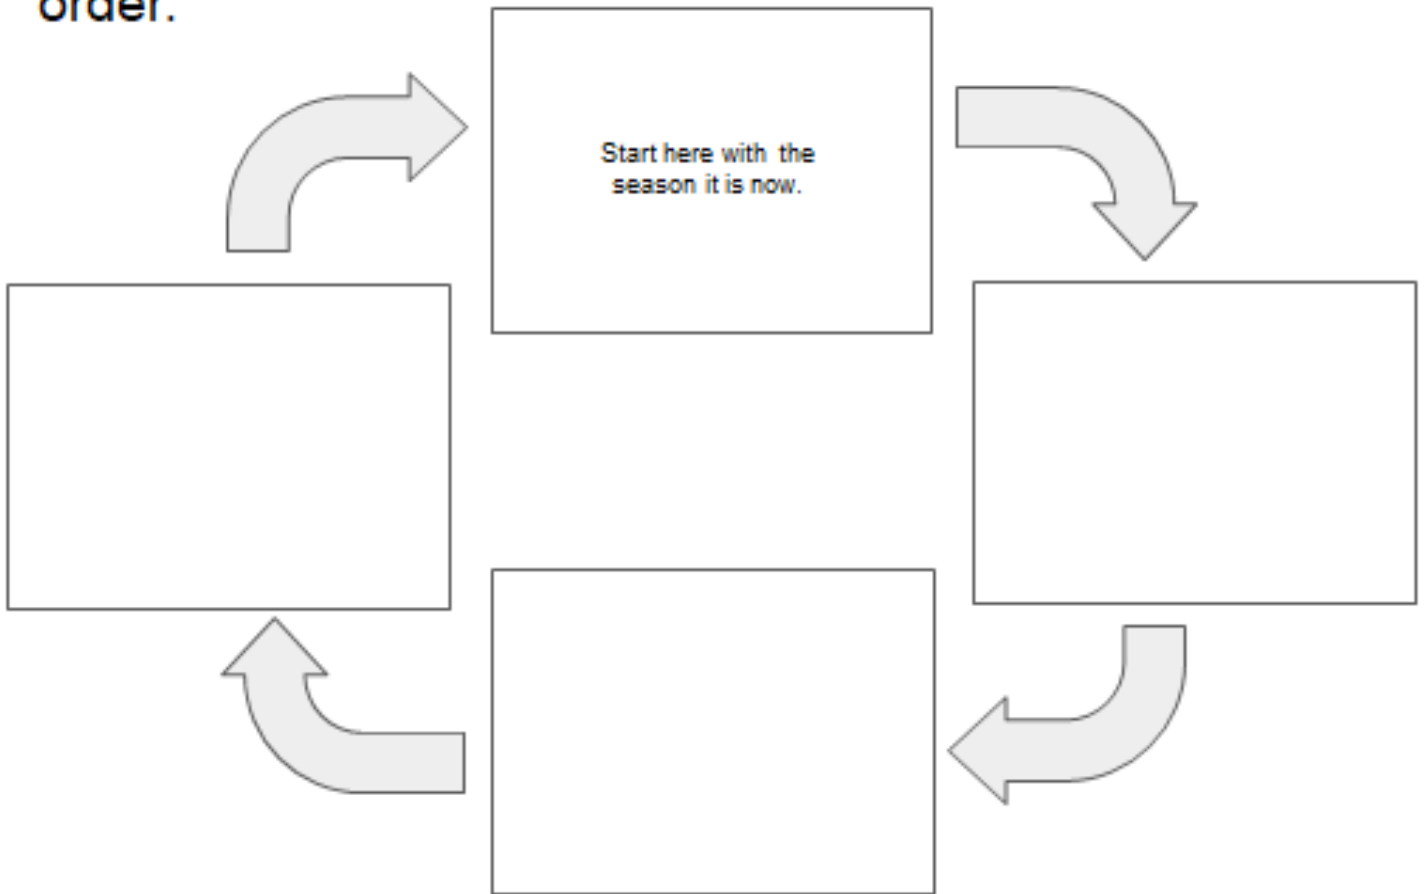 order.
Start here with the
season it is now.